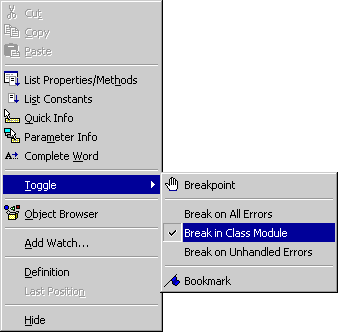 Cut
Copy
Paste
List Properties/Methods
List Constants
Quick Info
Parameter Info
Complete Word
Toggle
Breakpoint
Object Browser
Break on All Errors
Break in Class Module
Add Watch...
Break on Unhandled Errors
Definition
Bookmark
Last Position
Hide